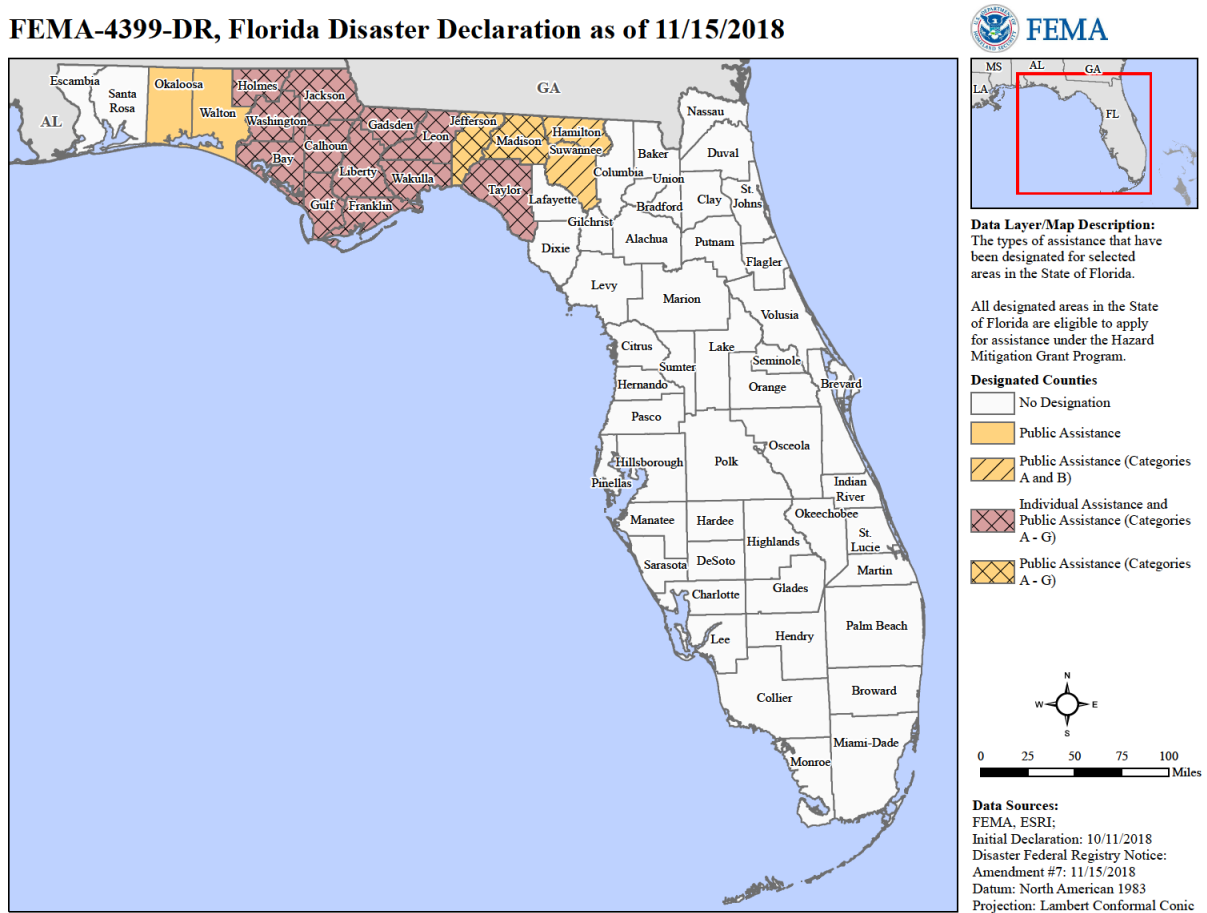 FEMA-4399-DR, Florida Disaster Declaration as of 11/15/2018
U.S. DEPARTMENT OF
HOMELAND SECURITY
FEMA
AL
GA
Escambia
Santa
Rosa
Okaloosa
Walton
Holmes
Jackson
Washington
Bay
Calhoun
Gulf
Liberty
Franklin
Gadsden
Leon
Wakulla
Jefferson
Madison
Taylor
Hamilton
Suwannee
Lafayette
Columbia
Baker
Nassau
Duval
Union
Bradford
Clay
St.
Johns
Gilchrist
Dixie
Alachua
Putnam
Flagler
Levy
Marion
Volusia
Citrus
Sumter
Lake
Seminole
Hernando
Orange
Brevard
Pasco
Osceola
Hillsborough
Polk
Pinellas
Indian
River
Manatee
Hardee
Okeechobee
Highlands
St.
Lucie
Sarasota
DeSoto
Martin
Charlotte
Glades
Lee
Hendry
Palm Beach
Collier
Broward
Monroe
Miami-Dade
MS
AL
GA
LA
FL
Data Layer/Map Description:
The types of assistance that have
been designated for selected
areas in the State of Florida.
All designated areas in the State
of Florida are eligible to apply
for assistance under the Hazard
Mitigation Grant Program.
Designated Counties
No Designation
Public Assistance
Public Assistance (Categories
A and B)
Individual Assistance and
Public Assistance (Categories
A - G)
Public Assistance (Categories
A - G)
N
W
E
S
0 25 50 75 100
Miles
Data Sources:
FEMA, ESRI;
Initial Declaration: 10/11/2018
Disaster Federal Registry Notice:
Amendment #7: 11/15/2018
Datum: North American 1983
Projection: Lambert Conformal Conic